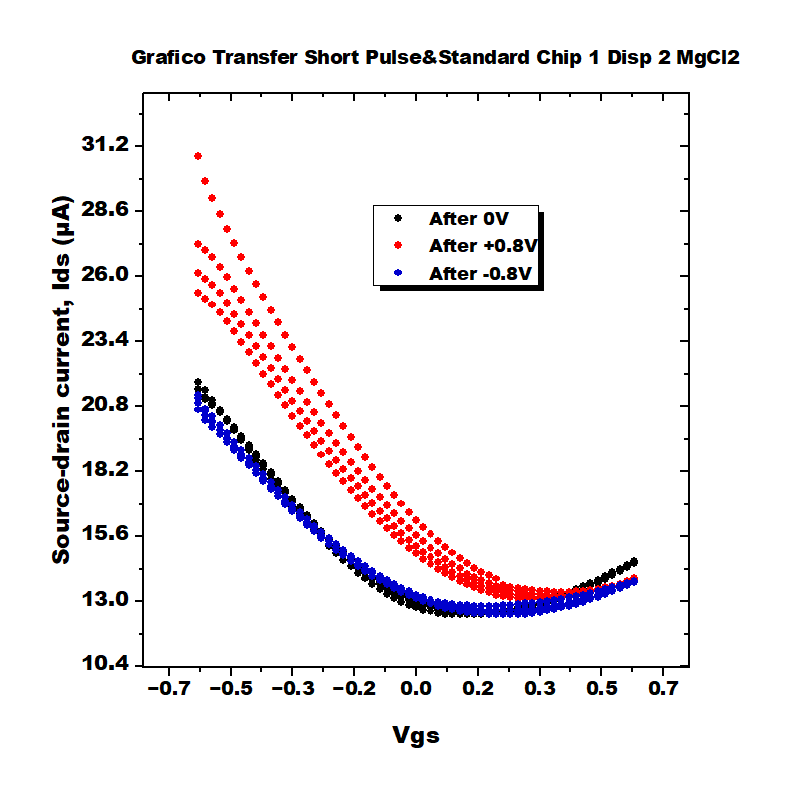 Grafico Transfer Short Pulse&Standard Chip 1 Disp 2 MgCl2
31.2
28.6
26.0
23.4
20.8
18.2
15.6
13.0
10.4
Source-drain current, Ids (µA)
After 0V
After +0.8V
After -0.8V
−0.7 −0.5 −0.3 −0.2 0.0 0.2 0.3 0.5 0.7
Vgs